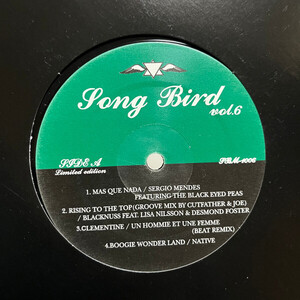 Song Bird
vol.6
SIDE A
Limited edition
SBM-1006
1. MAS QUE NADA / SERGIO MENDES
FEATURING THE BLACK EYED PEAS
2. RISING TO THE TOP(GROOVE MIX BY CUTFATHER & JOE)
/ BLACKNUSS FEAT. LISA NILSSON & DESMOND FOSTER
3.CLEMENTINE / UN HOMMIE ET UNE FEMME
(BEAT REMIX)
4.BOOGIE WONDER LAND / NATIVE